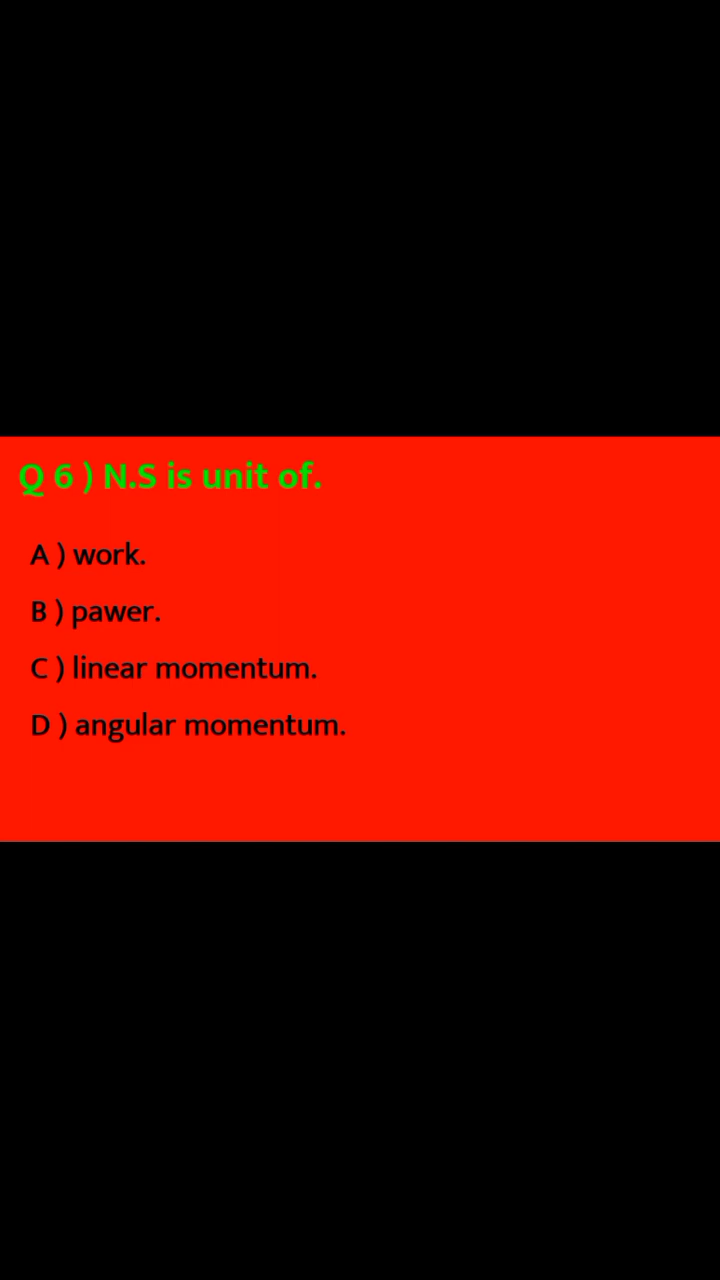 Q 6 ) N.S is unit of.
A ) work.
B ) pawer.
C ) linear momentum.
D ) angular momentum.